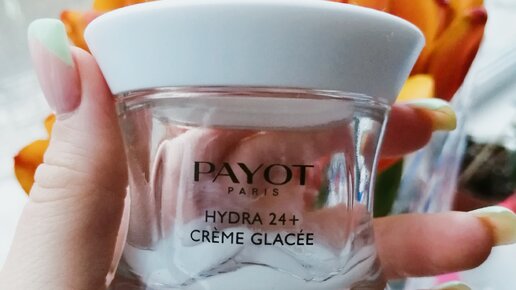 PAYOT
PARIS
HYDRA 24+
CRÈME GLACÉE